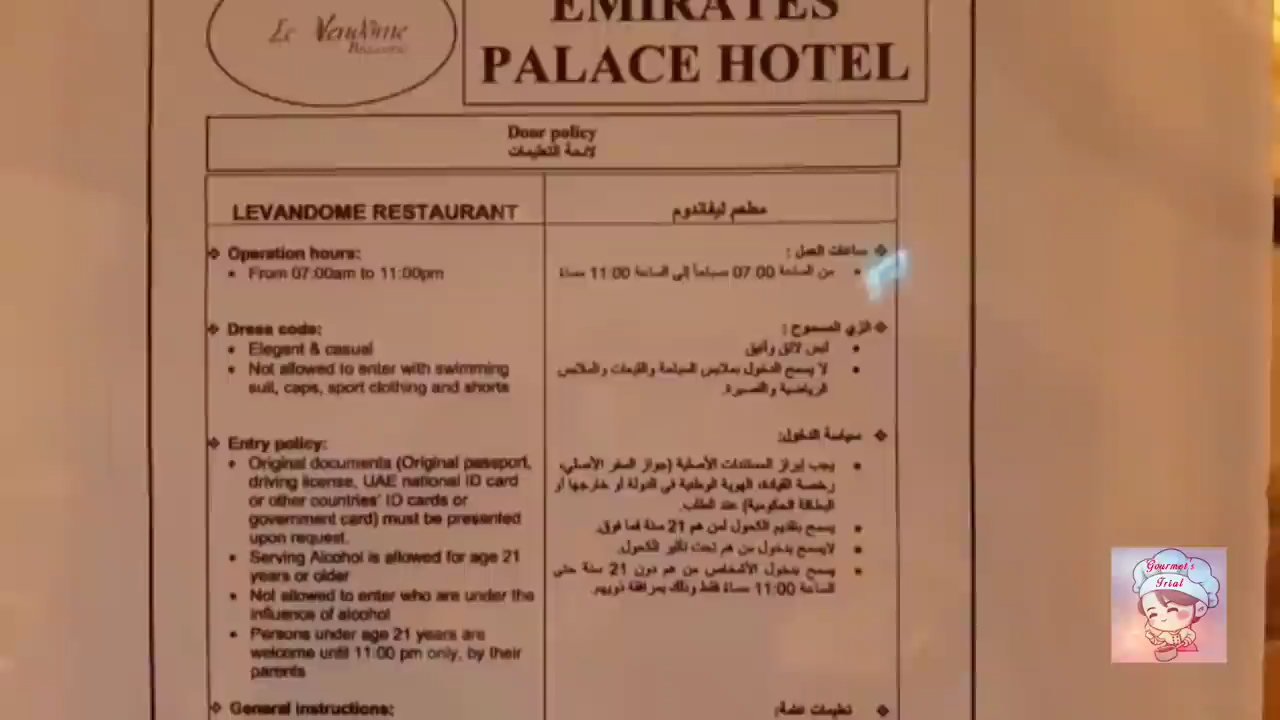 Le Vendôme
Brasserie
EMIRATES
PALACE HOTEL
Door policy
لائحة التعليمات
LEVANDOME RESTAURANT
❖ Operation hours:
• From 07:00am to 11:00pm
❖ Dress code:
• Elegant & casual
• Not allowed to enter with swimming
suit, caps, sport clothing and shorts
❖ Entry policy:
• Original documents (Original passport,
driving license, UAE national ID card
or other countries' ID cards or
government card) must be presented
upon request.
• Serving Alcohol is allowed for age 21
years or older
• Not allowed to enter who are under the
influence of alcohol
• Persons under age 21 years are
welcome until 11:00 pm only, by their
parents
❖ General instructions:
مطعم ليفاندوم
❖ ساعات العمل :
• من الساعة 07:00 صباحاً إلى الساعة 11:00 مساءً
❖ الزي المسموح :
• لبس لائق وأنيق
• لا يسمح الدخول بملابس السباحة والقبعات والملابس
الرياضية والقصيرة.
❖ سياسة الدخول:
• يجب إبراز المستندات الأصلية (جواز السفر الأصلي،
رخصة القيادة، الهوية الوطنية في الدولة أو خارجها أو
البطاقة الحكومية) عند الطلب.
• يسمح بتقديم الكحول لمن هم 21 سنة فما فوق.
• لايسمح بدخول من هم تحت تأثير الكحول.
• يسمح بدخول الأشخاص من هم دون 21 سنة حتى
الساعة 11:00 مساءً فقط وذلك بمرافقة ذويهم.
❖ تعليمات عامة:
Gourmet's
Trial